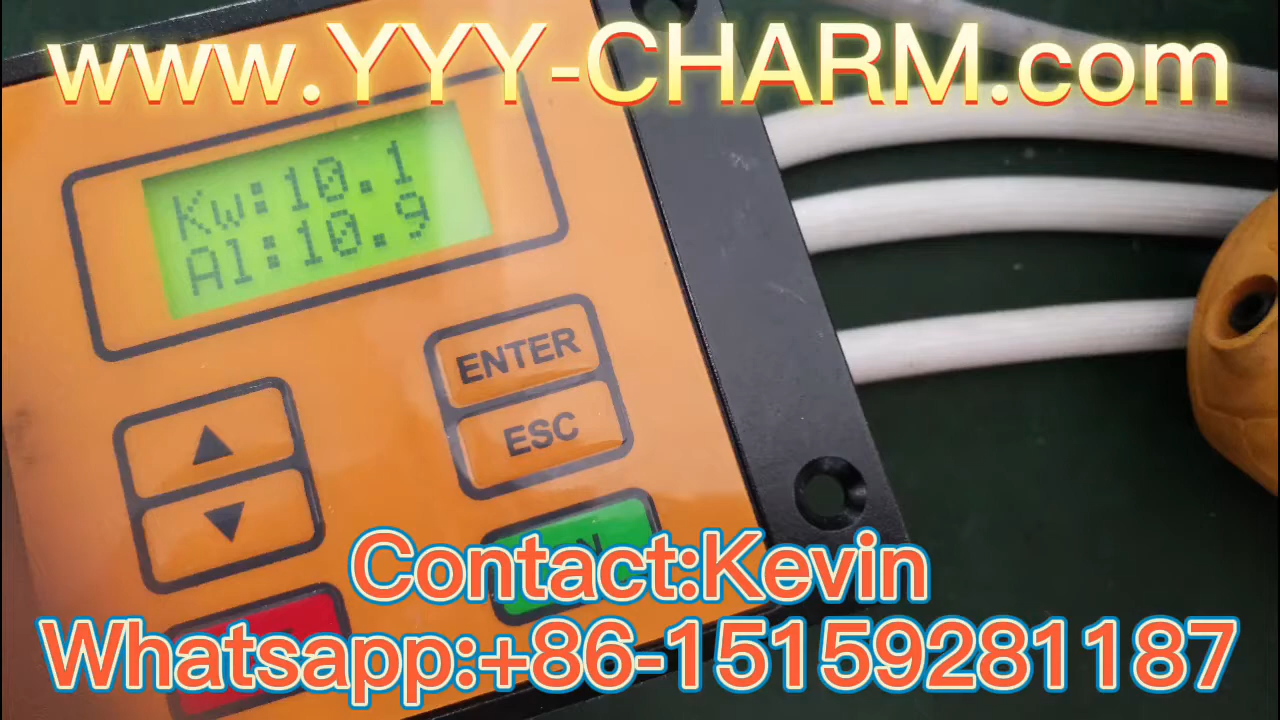 www.YYY-CHARM.com
Kw:10.1
Al:10.9
ENTER
ESC
Contact:Kevin
Whatsapp:+86-15159281187